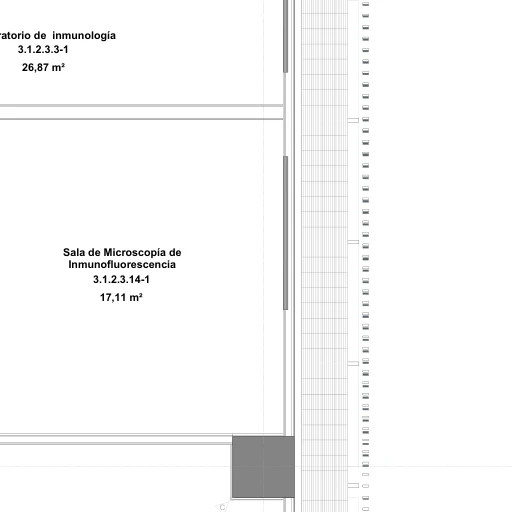 de inmunología
3.1.2.3.3-1
26,87 m²
Sala de Microscopía de
Inmunofluorescencia
3.1.2.3.14-1
17,11 m²
C